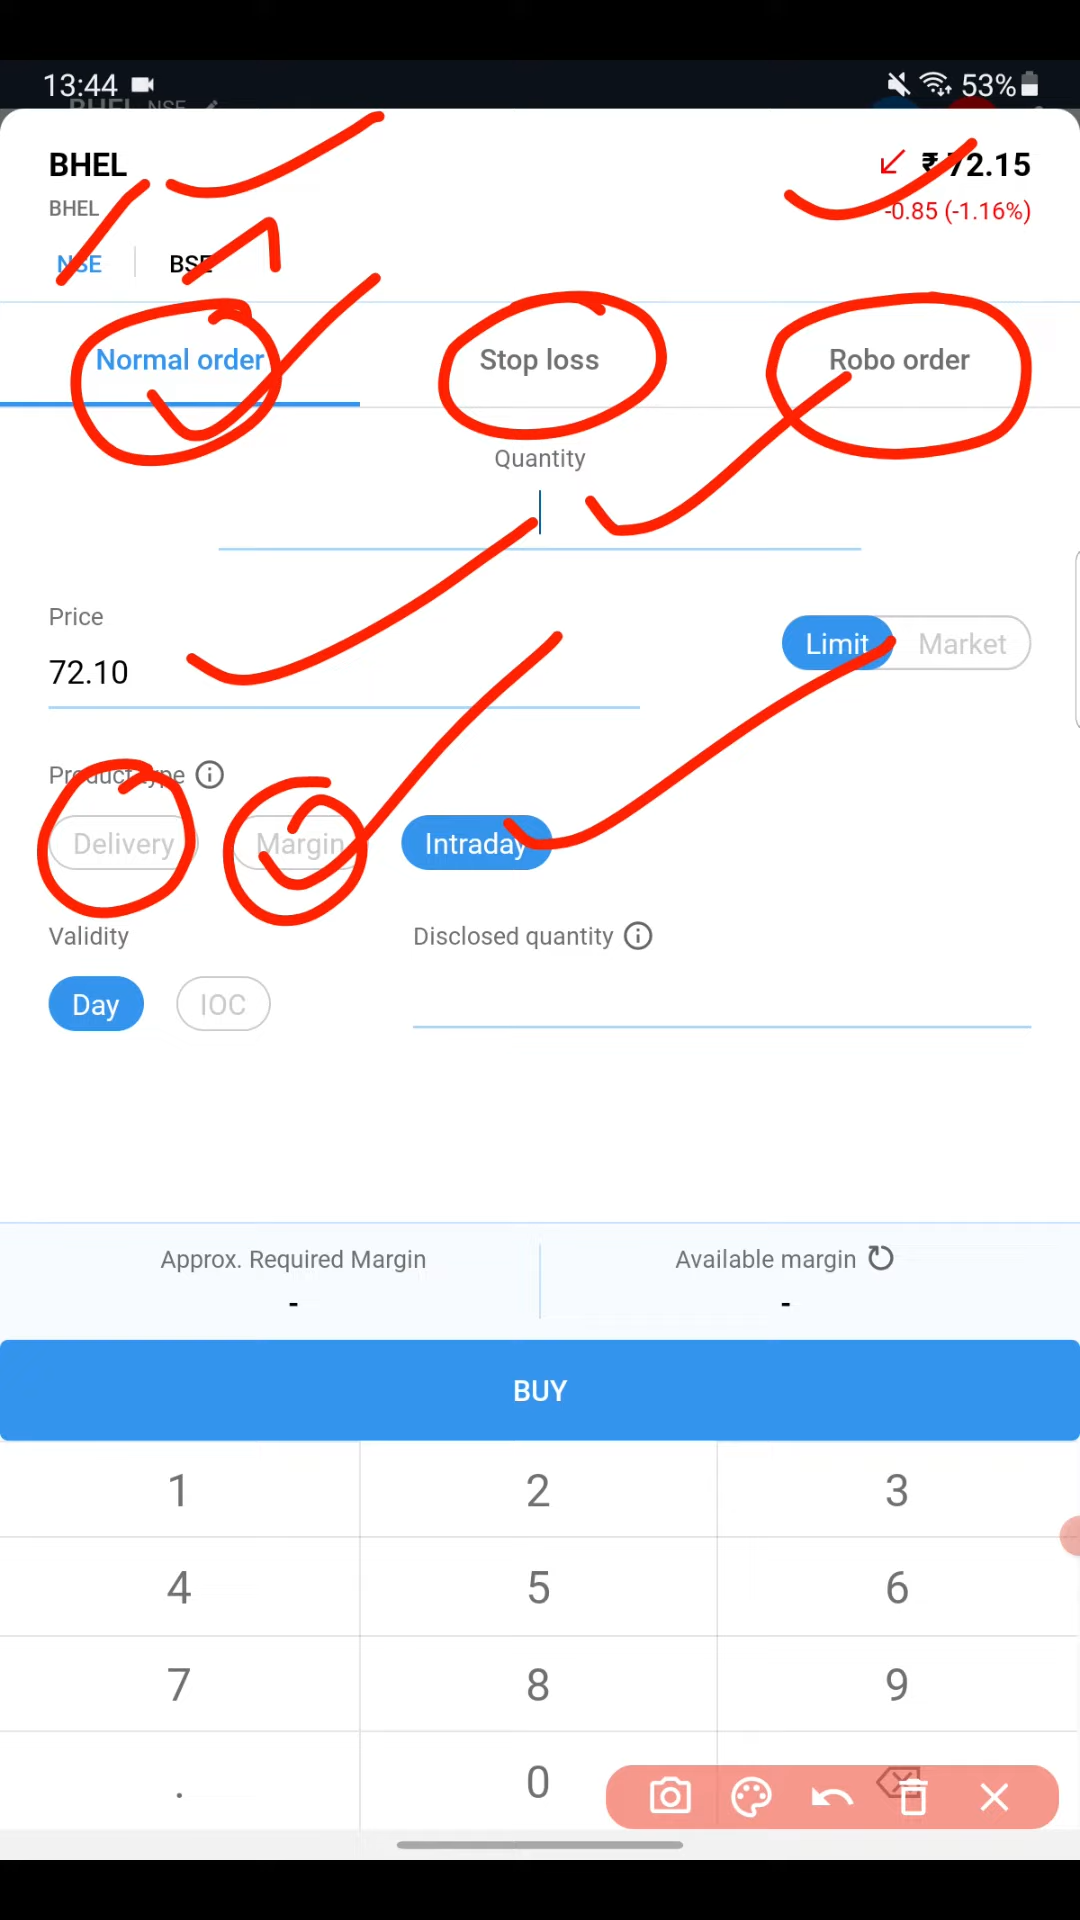 13:44 53%
BHEL NSE
BHEL ₹ 72.15
BHEL -0.85 (-1.16%)
NSE BSE
Normal order Stop loss Robo order
Quantity
Price
72.10 Limit Market
Product type
Delivery Margin Intraday
Validity Disclosed quantity
Day IOC
Approx. Required Margin Available margin
- -
BUY
1 2 3
4 5 6
7 8 9
. 0